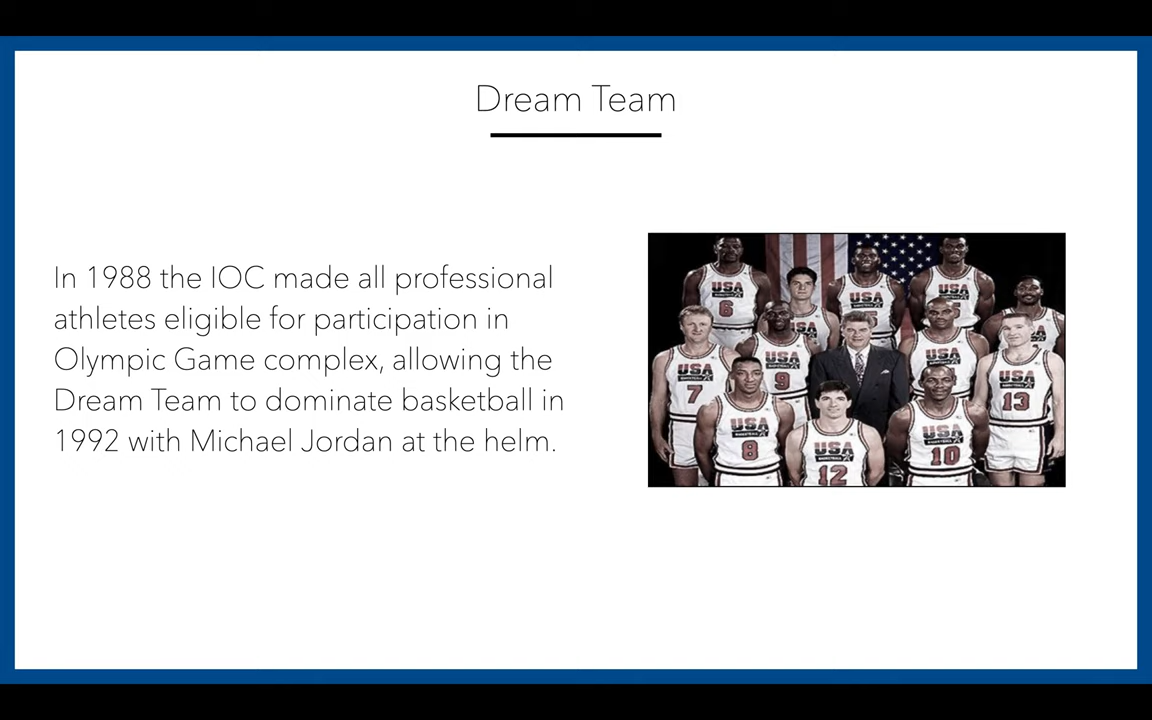 Dream Team
In 1988 the IOC made all professional
athletes eligible for participation in
Olympic Game complex, allowing the
Dream Team to dominate basketball in
1992 with Michael Jordan at the helm.
USA
6
USA
USA
USA
USA
7
USA
9
USA
USA
13
USA
8
USA
12
USA
10